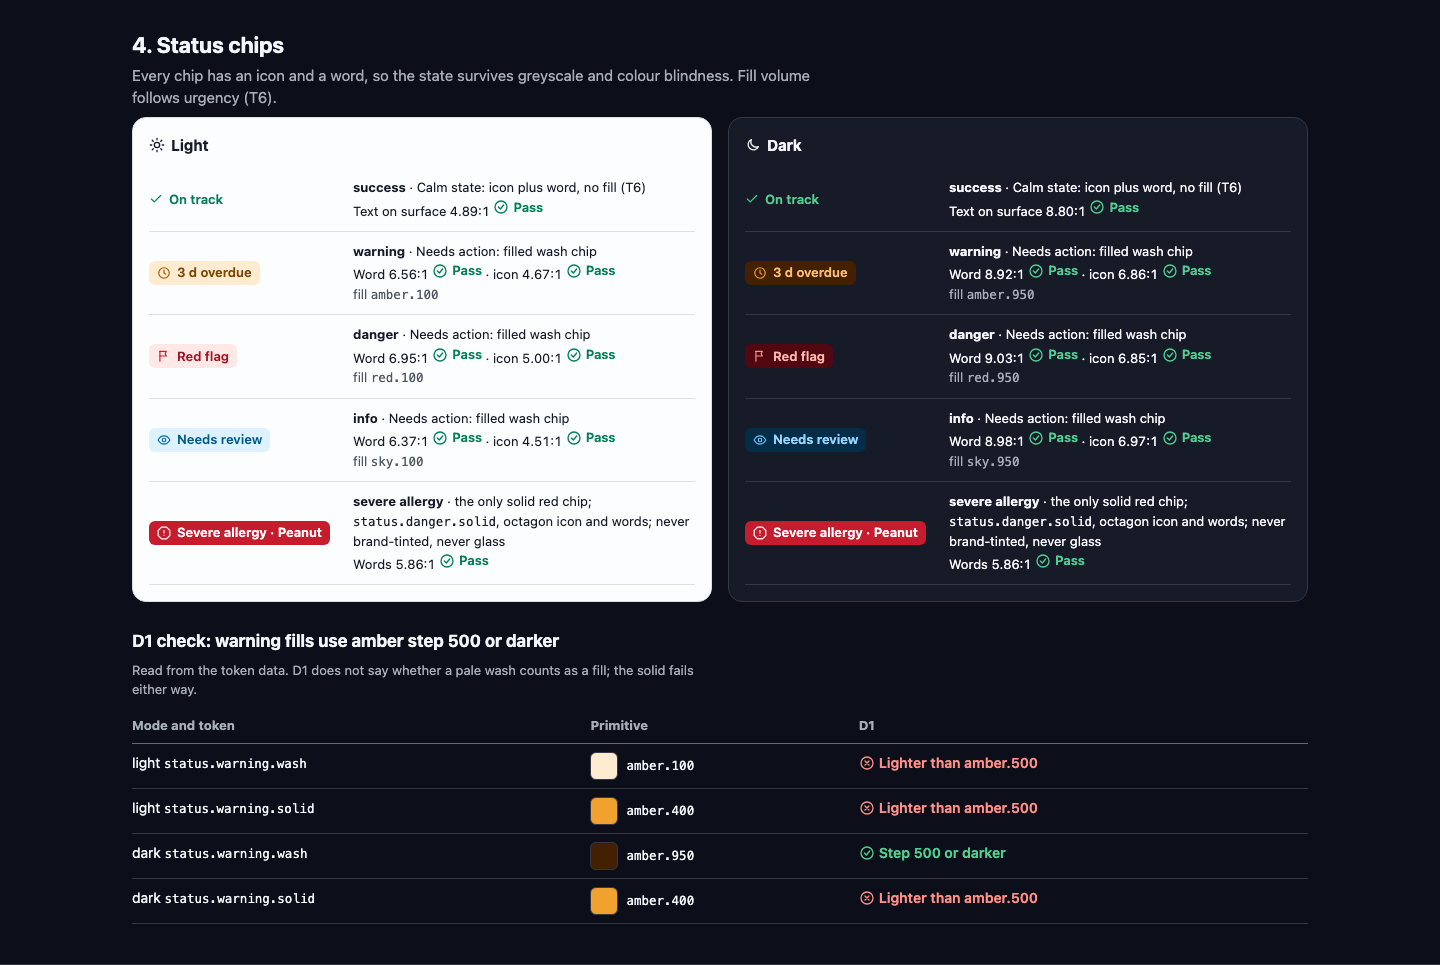 4. Status chips
Every chip has an icon and a word, so the state survives greyscale and colour blindness. Fill volume
follows urgency (T6).
Light
On track
success · Calm state: icon plus word, no fill (T6)
Text on surface 4.89:1 Pass
3 d overdue
warning · Needs action: filled wash chip
Word 6.56:1 Pass · icon 4.67:1 Pass
fill amber.100
Red flag
danger · Needs action: filled wash chip
Word 6.95:1 Pass · icon 5.00:1 Pass
fill red.100
Needs review
info · Needs action: filled wash chip
Word 6.37:1 Pass · icon 4.51:1 Pass
fill sky.100
Severe allergy · Peanut
severe allergy · the only solid red chip;
status.danger.solid, octagon icon and words; never
brand-tinted, never glass
Words 5.86:1 Pass
Dark
On track
success · Calm state: icon plus word, no fill (T6)
Text on surface 8.80:1 Pass
3 d overdue
warning · Needs action: filled wash chip
Word 8.92:1 Pass · icon 6.86:1 Pass
fill amber.950
Red flag
danger · Needs action: filled wash chip
Word 9.03:1 Pass · icon 6.85:1 Pass
fill red.950
Needs review
info · Needs action: filled wash chip
Word 8.98:1 Pass · icon 6.97:1 Pass
fill sky.950
Severe allergy · Peanut
severe allergy · the only solid red chip;
status.danger.solid, octagon icon and words; never
brand-tinted, never glass
Words 5.86:1 Pass
D1 check: warning fills use amber step 500 or darker
Read from the token data. D1 does not say whether a pale wash counts as a fill; the solid fails
either way.
Mode and token Primitive D1
light status.warning.wash amber.100 Lighter than amber.500
light status.warning.solid amber.400 Lighter than amber.500
dark status.warning.wash amber.950 Step 500 or darker
dark status.warning.solid amber.400 Lighter than amber.500